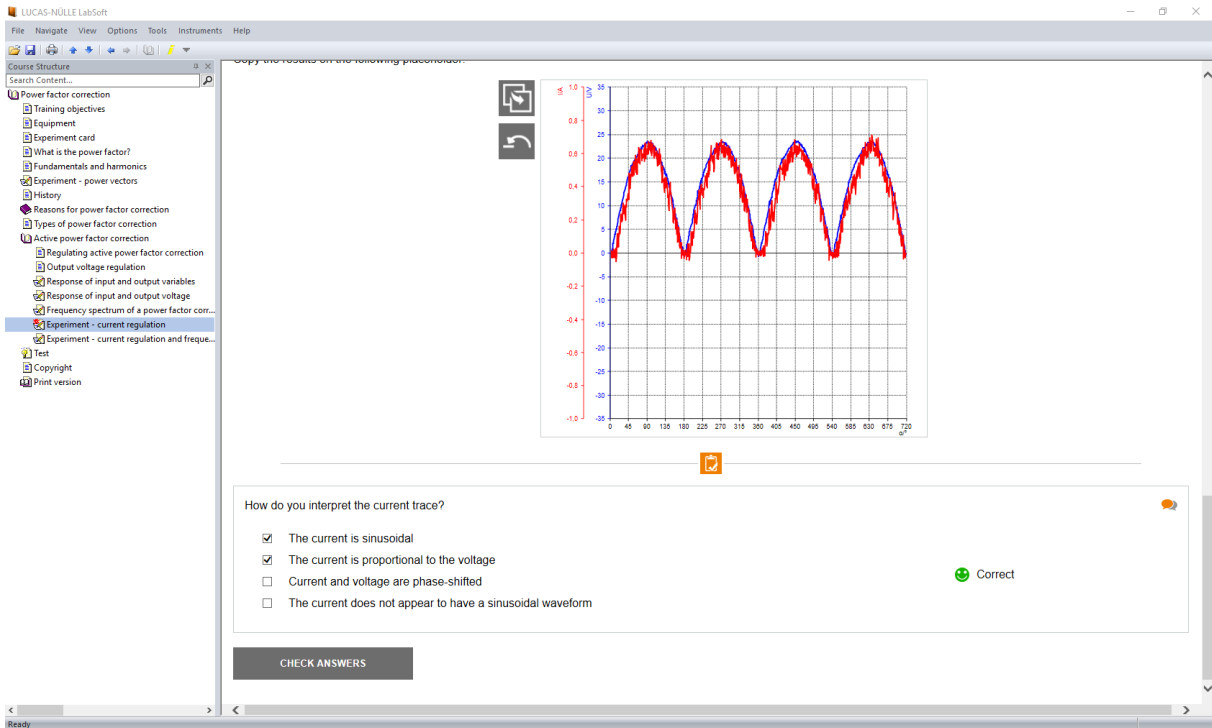 LUCAS-NÜLLE LabSoft
File Navigate View Options Tools Instruments Help
Course Structure
Search Content...
Power factor correction
Training objectives
Equipment
Experiment card
What is the power factor?
Fundamentals and harmonics
Experiment - power vectors
History
Reasons for power factor correction
Types of power factor correction
Active power factor correction
Regulating active power factor correction
Output voltage regulation
Response of input and output variables
Response of input and output voltage
Frequency spectrum of a power factor corr...
Experiment - current regulation
Experiment - current regulation and freque...
Test
Copyright
Print version
Copy the results on the following placeholder.
I/A 1.0 U/V 35
30
0.8
25
0.6 20
15
0.4
10
0.2
5
0.0 0
-5
-0.2
-10
-0.4 -15
-20
-0.6
-25
-0.8
-30
-1.0 -35
0 45 90 135 180 225 270 315 360 405 450 495 540 585 630 675 720
α/°
How do you interpret the current trace?
The current is sinusoidal
The current is proportional to the voltage
Current and voltage are phase-shifted
Correct
The current does not appear to have a sinusoidal waveform
CHECK ANSWERS
Ready